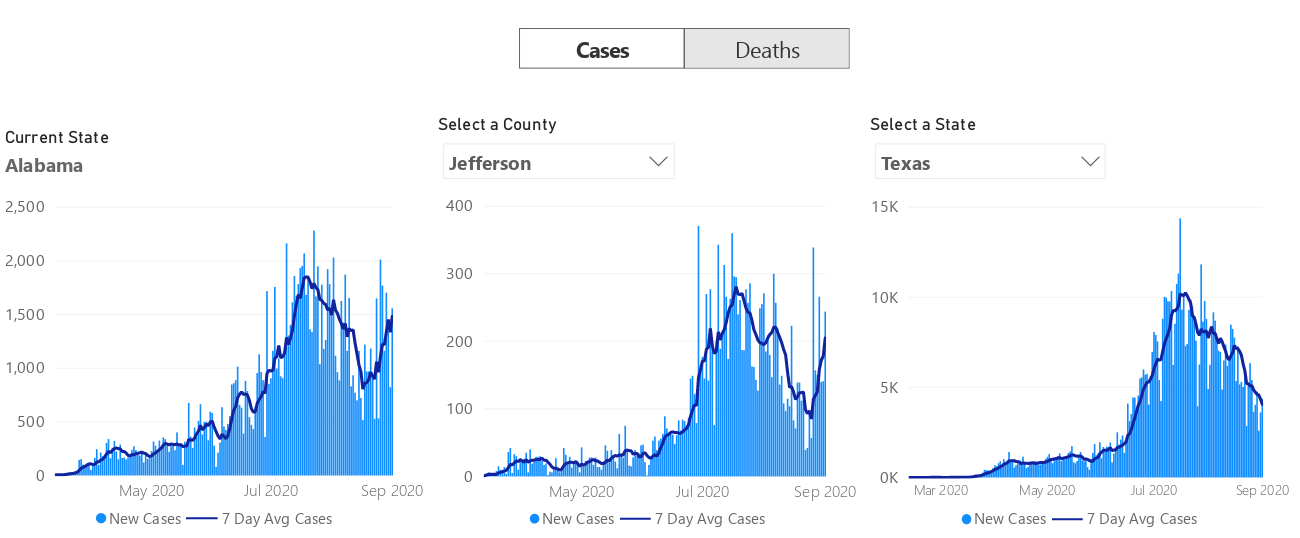 Cases Deaths
Current State
Alabama
2,500
2,000
1,500
1,000
500
0
May 2020 Jul 2020 Sep 2020
New Cases 7 Day Avg Cases
Select a County
Jefferson
400
300
200
100
0
May 2020 Jul 2020 Sep 2020
New Cases 7 Day Avg Cases
Select a State
Texas
15K
10K
5K
0K
Mar 2020 May 2020 Jul 2020 Sep 2020
New Cases 7 Day Avg Cases